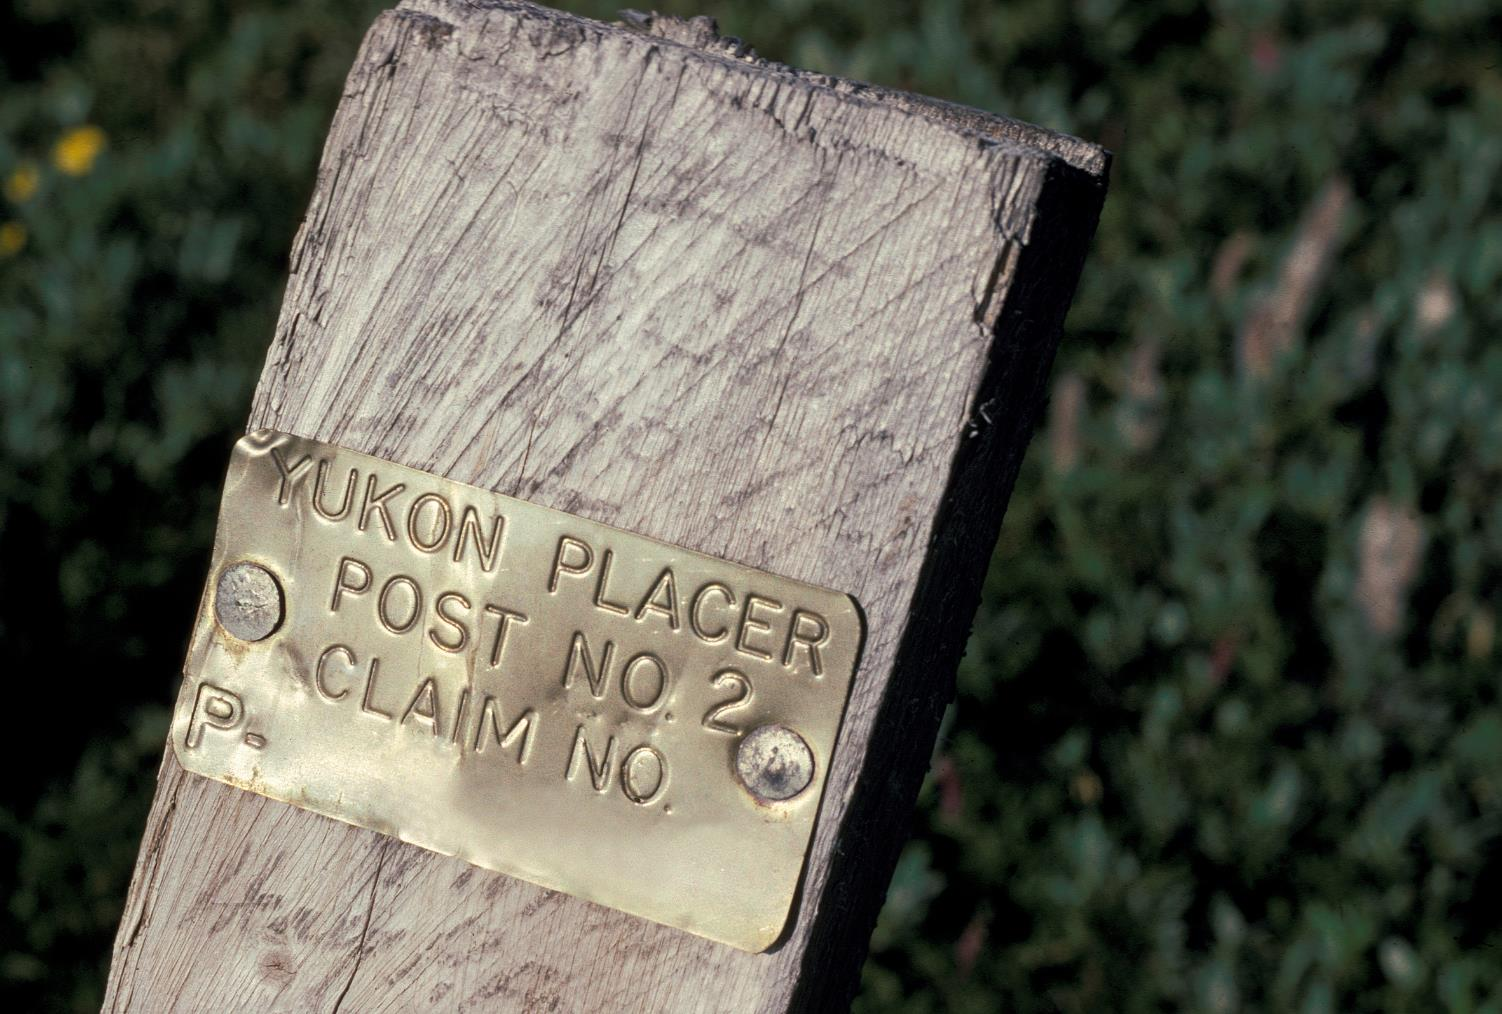 YUKON PLACER
POST NO. 2
CLAIM NO.
P-